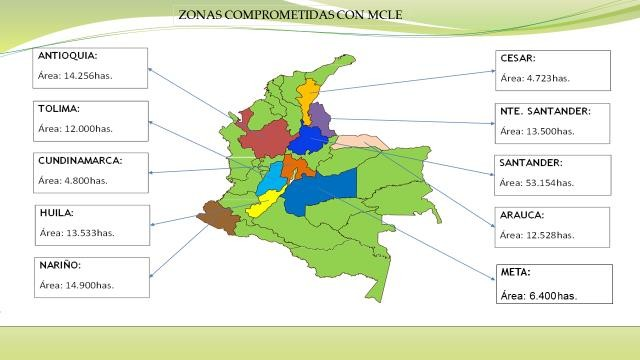 ZONAS COMPROMETIDAS CON MCLE
ANTIOQUIA:
Área: 14.256has.
TOLIMA:
Área: 12.000has.
CUNDINAMARCA:
Área: 4.800has.
HUILA:
Área: 13.533has.
NARIÑO:
Área: 14.900has.
CESAR:
Área: 4.723has.
NTE. SANTANDER:
Área: 13.500has.
SANTANDER:
Área: 53.154has.
ARAUCA:
Área: 12.528has.
META:
Área: 6.400has.